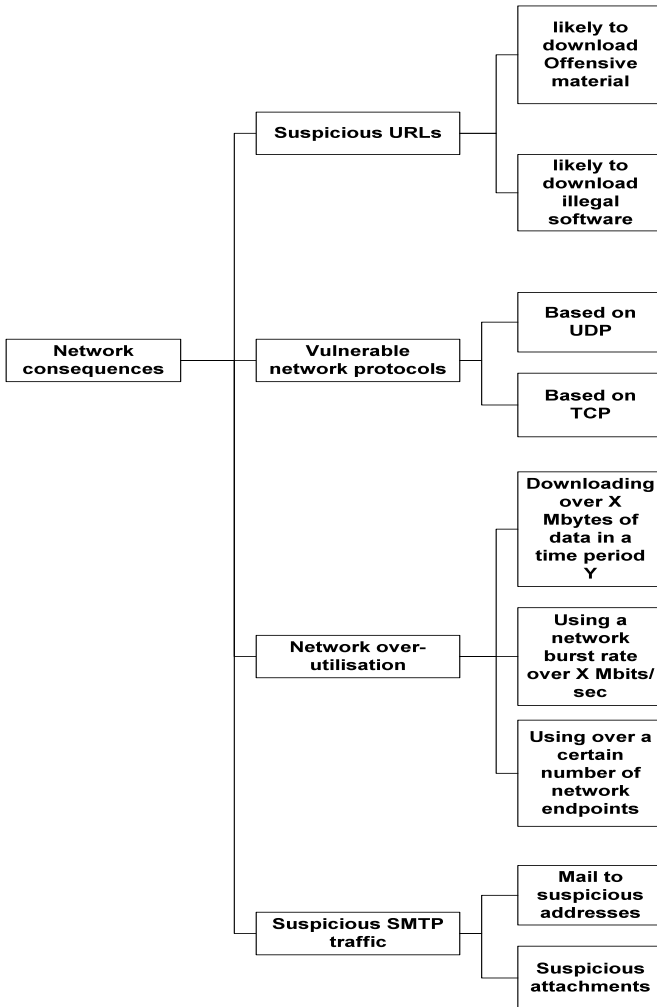 Network
consequences
Suspicious URLs
likely to
download
Offensive
material
likely to
download
illegal
software
Vulnerable
network protocols
Based on
UDP
Based on
TCP
Network over-
utilisation
Downloading
over X
Mbytes of
data in a
time period
Y
Using a
network
burst rate
over X Mbits/
sec
Using over a
certain
number of
network
endpoints
Suspicious SMTP
traffic
Mail to
suspicious
addresses
Suspicious
attachments